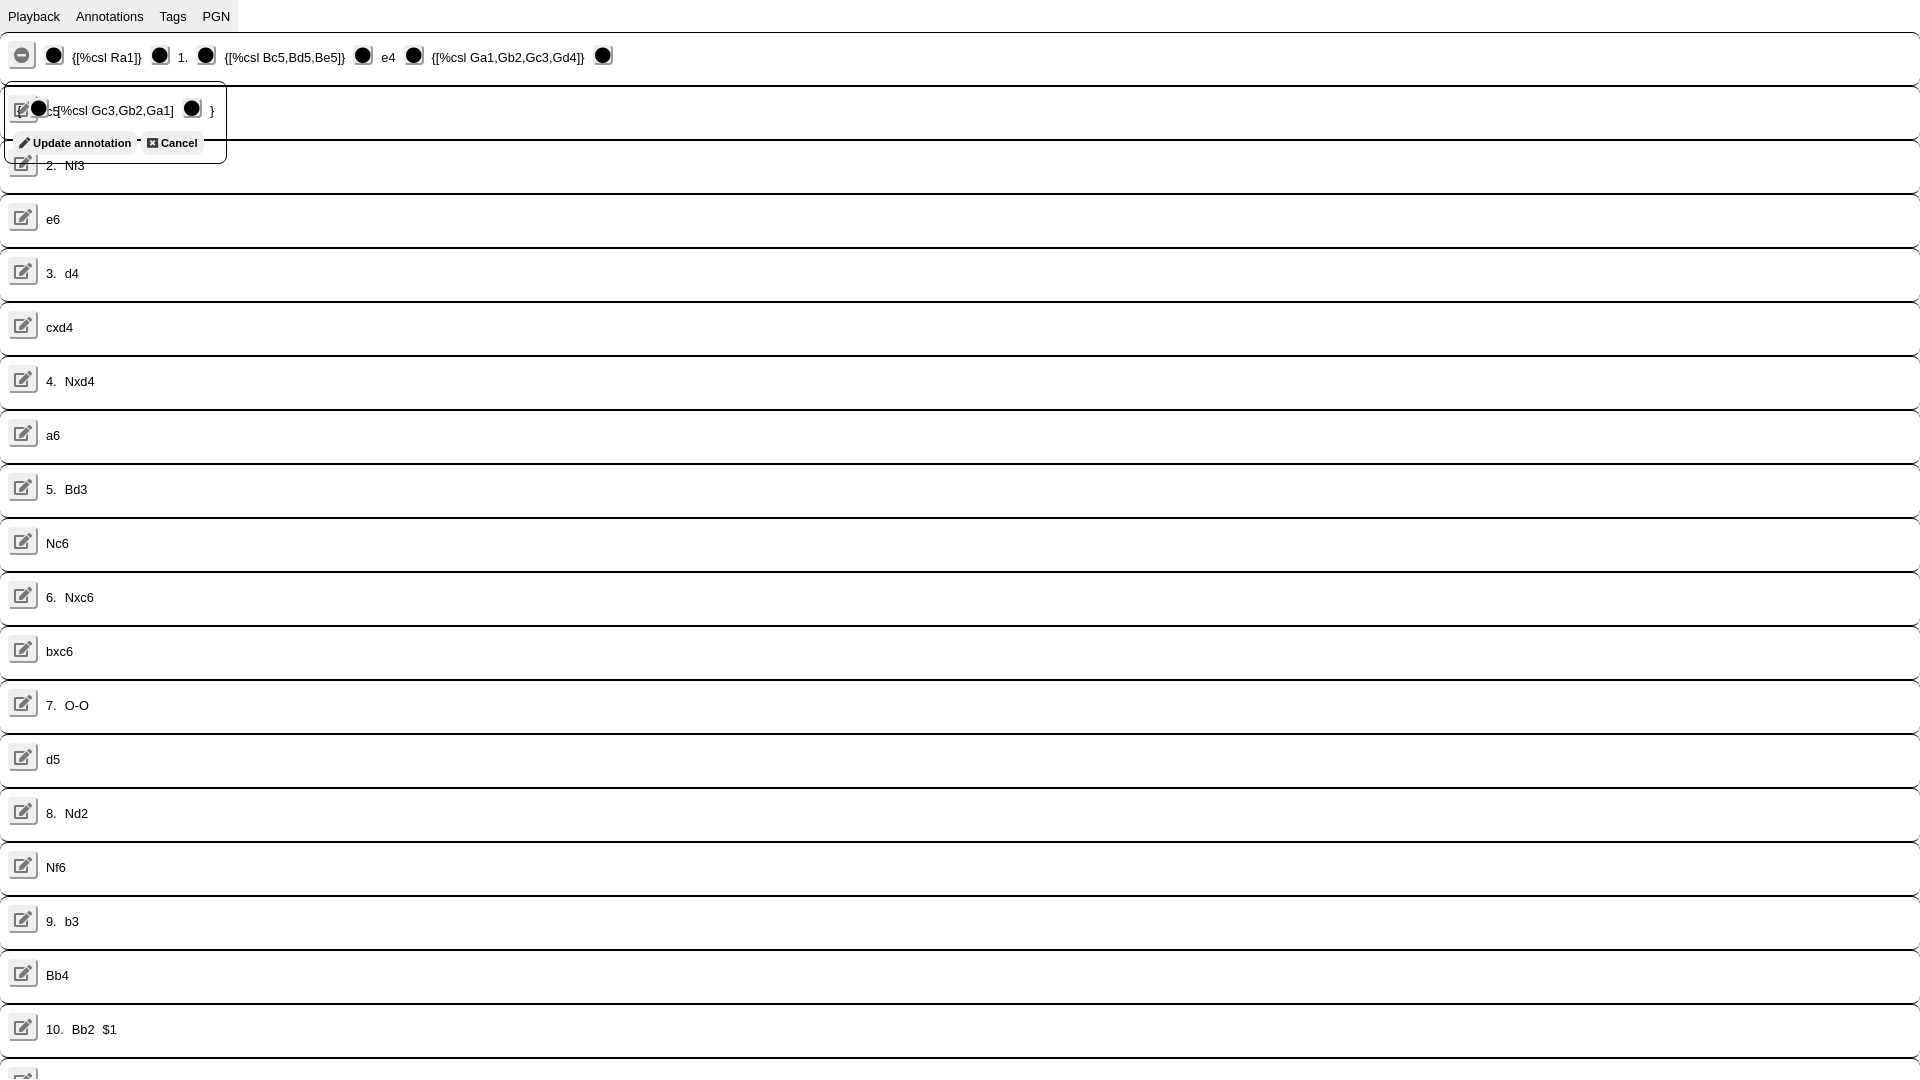 Playback Annotations Tags PGN
{[%csl Ra1]} 1. {[%csl Bc5,Bd5,Be5]} e4 {[%csl Ga1,Gb2,Gc3,Gd4]}
c5
{ [%csl Gc3,Gb2,Ga1] }
Update annotation Cancel
2. Nf3
e6
3. d4
cxd4
4. Nxd4
a6
5. Bd3
Nc6
6. Nxc6
bxc6
7. O-O
d5
8. Nd2
Nf6
9. b3
Bb4
10. Bb2 $1